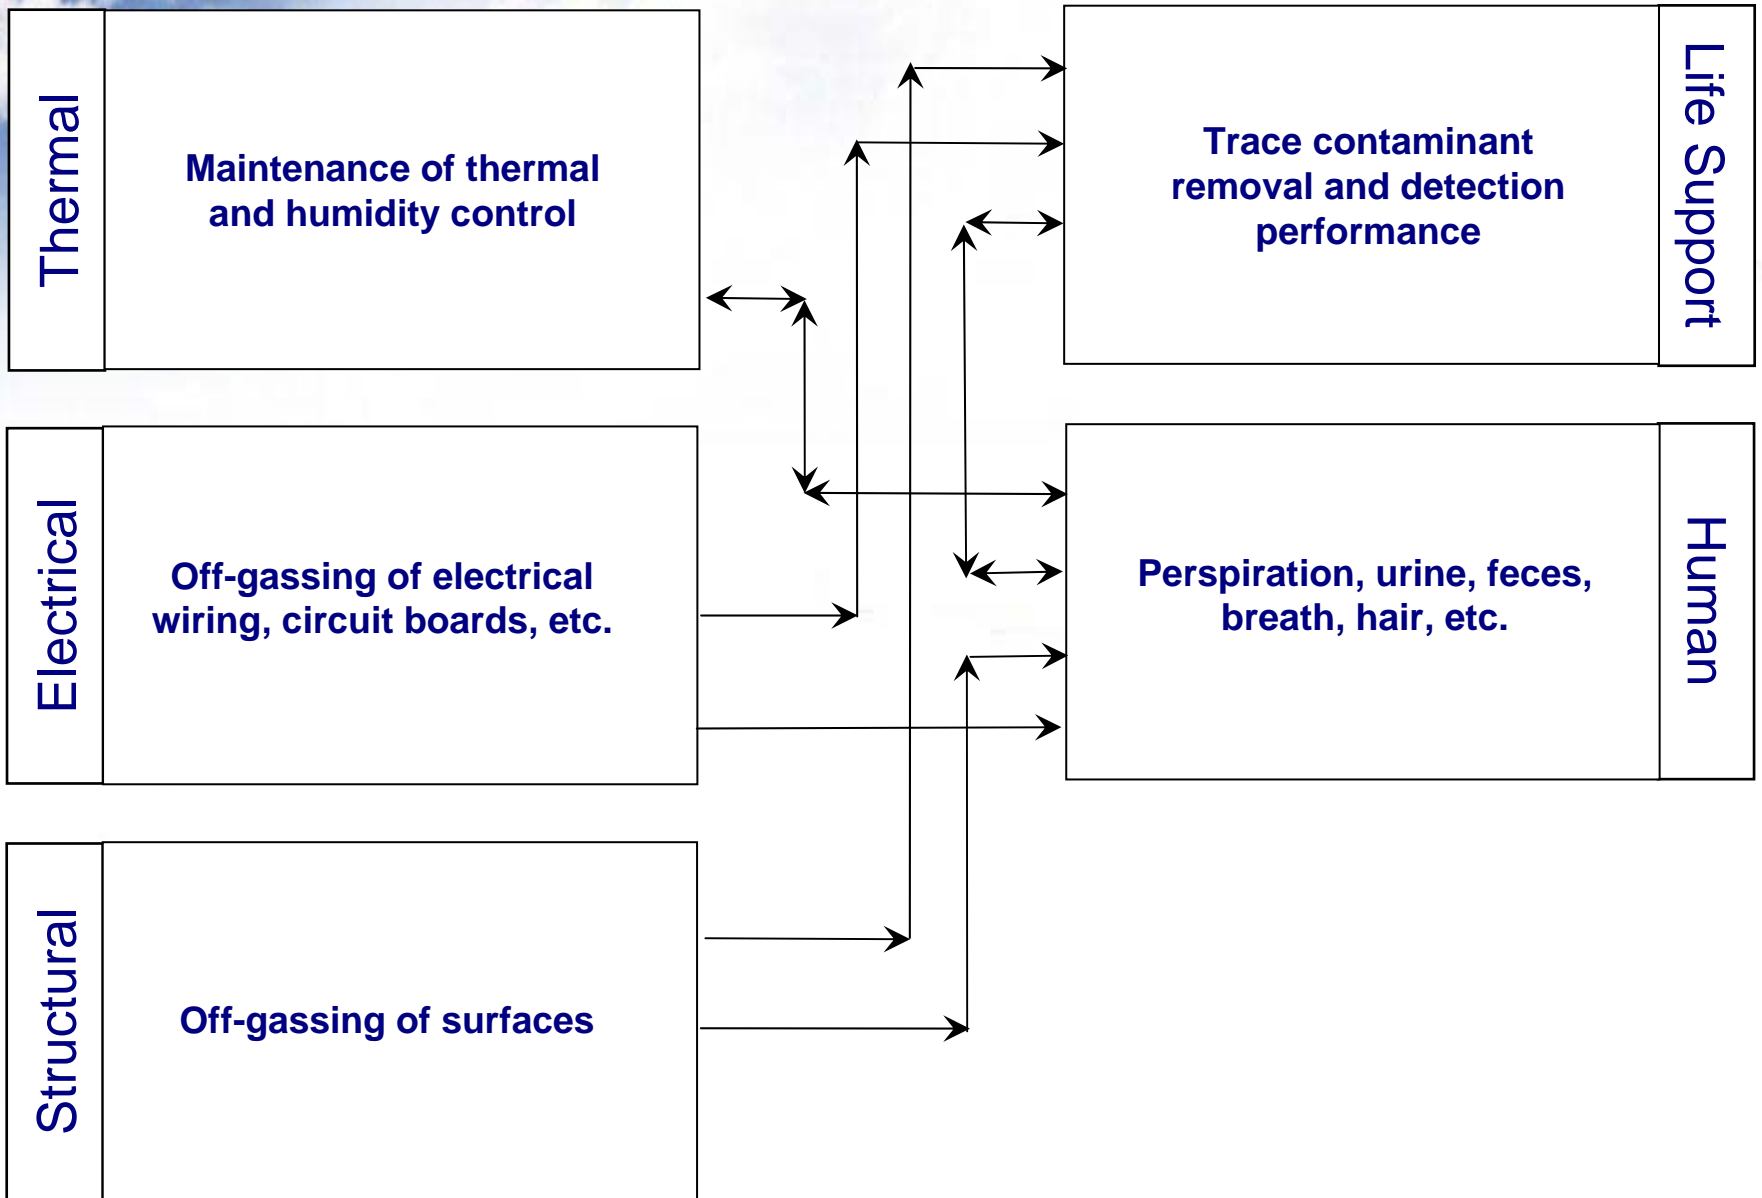 Thermal
Maintenance of thermal
and humidity control
Life Support
Trace contaminant
removal and detection
performance
Electrical
Off-gassing of electrical
wiring, circuit boards, etc.
Human
Perspiration, urine, feces,
breath, hair, etc.
Structural
Off-gassing of surfaces